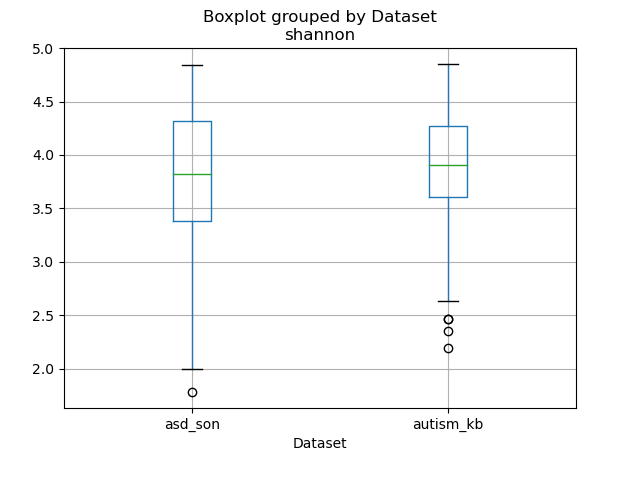 Boxplot grouped by Dataset
shannon
5.0
4.5
4.0
3.5
3.0
2.5
2.0
asd_son autism_kb
Dataset